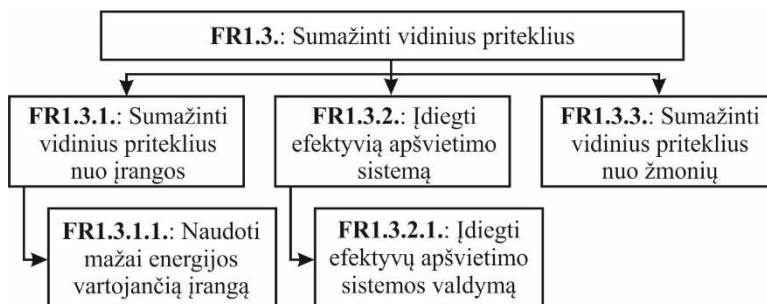 FR1.3.: Sumažinti vidinius priteklius
FR1.3.1.: Sumažinti
vidinius priteklius
nuo įrangos
FR1.3.2.: Įdiegti
efektyvią apšvietimo
sistemą
FR1.3.3.: Sumažinti
vidinius priteklius
nuo žmonių
FR1.3.1.1.: Naudoti
mažai energijos
vartojančią įrangą
FR1.3.2.1.: Įdiegti
efektyvų apšvietimo
sistemos valdymą